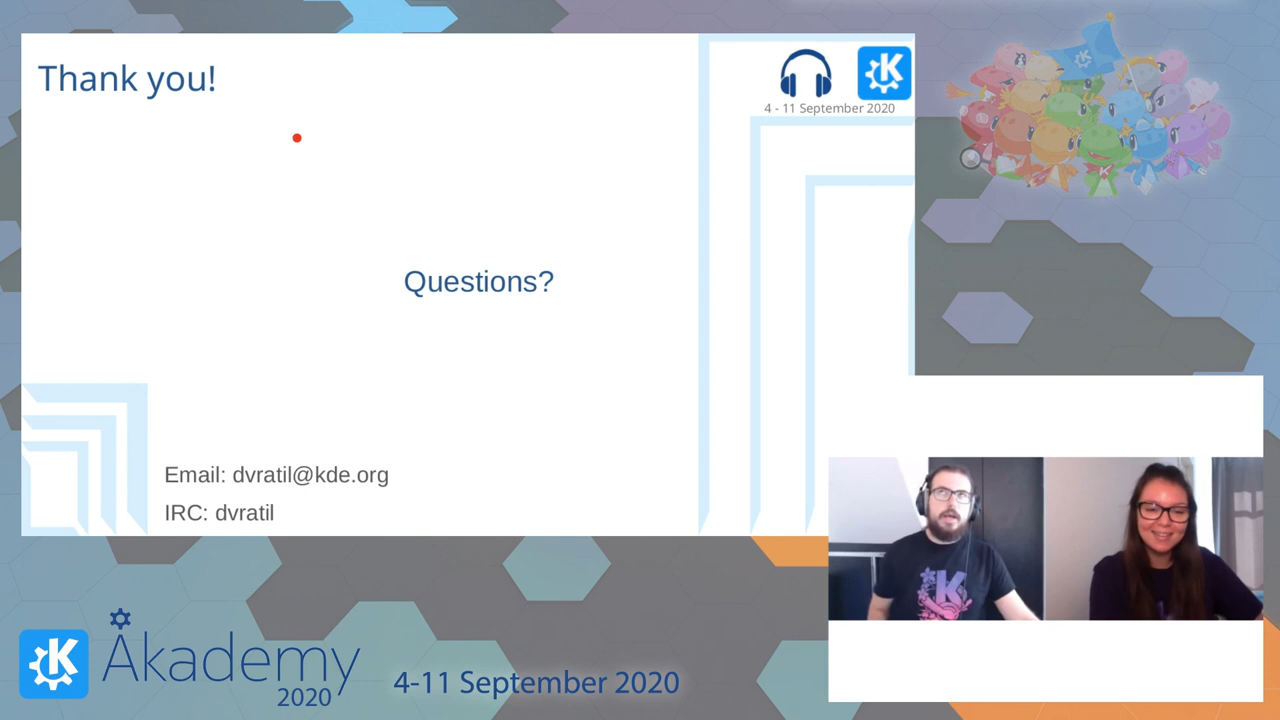 Thank you!
4 - 11 September 2020
Questions?
Email: dvratil@kde.org
IRC: dvratil
K
Akademy
2020
4-11 September 2020